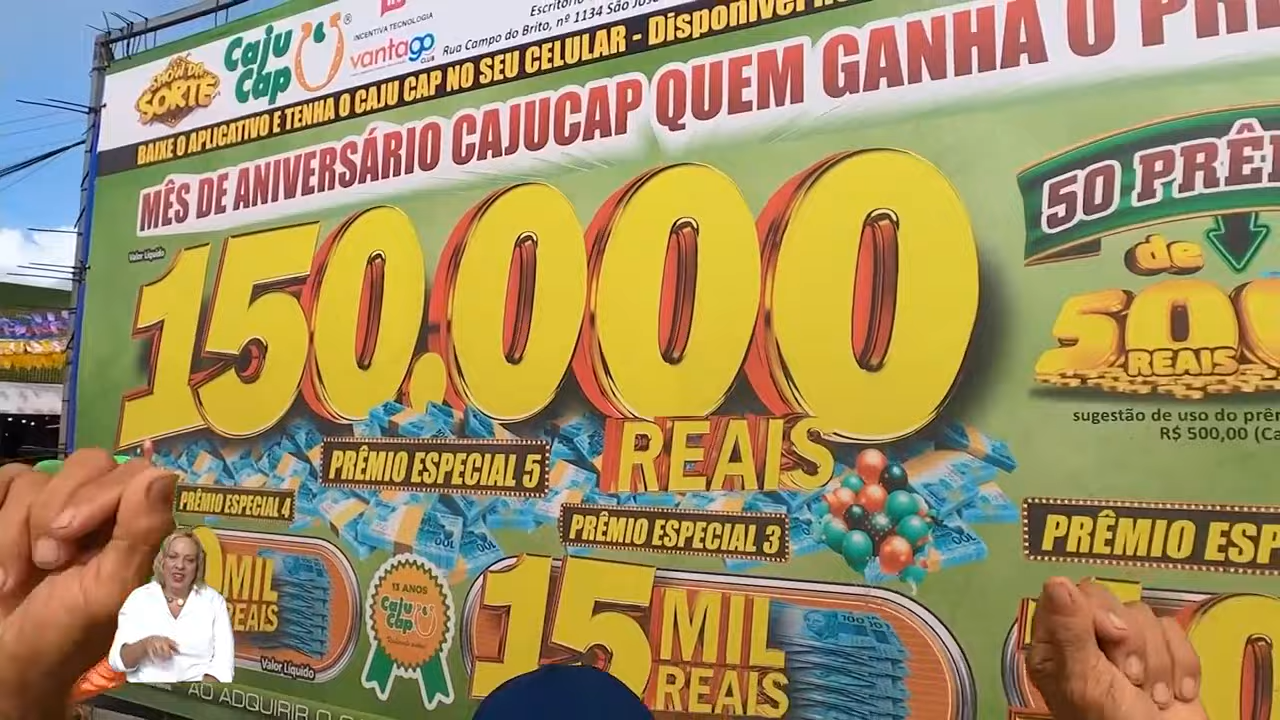 SHOW DA SORTE
Caju Cap
INCENTIVA TECNOLOGIA
vantago
CLUB
Rua Campo do Brito, nº 1134 São José
BAIXE O APLICATIVO E TENHA O CAJU CAP NO SEU CELULAR - Disponível
MÊS DE ANIVERSÁRIO CAJUCAP QUEM GANHA O
Valor Líquido
150.000
REAIS
50
de
500
REAIS
sugestão de uso do
R$ 500,00
PRÊMIO ESPECIAL 5
PRÊMIO ESPECIAL 4
PRÊMIO ESPECIAL 3
PRÊMIO
MIL
REAIS
Valor Líquido
13 ANOS
Caju Cap
15 MIL
REAIS
AO ADQUIRIR O